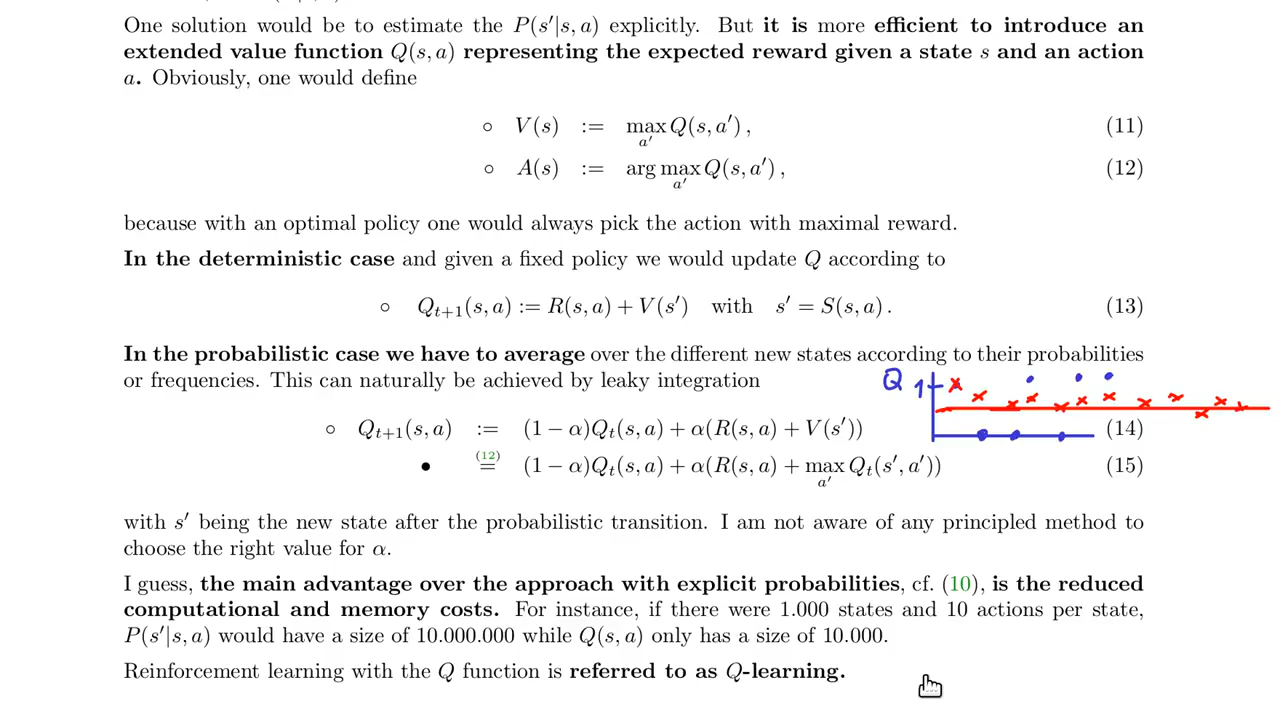 One solution would be to estimate the P(s′|s, a) explicitly. But it is more efficient to introduce an
extended value function Q(s, a) representing the expected reward given a state s and an action
a. Obviously, one would define
◦ V(s) := max_{a′} Q(s, a′) , (11)
◦ A(s) := arg max_{a′} Q(s, a′) , (12)
because with an optimal policy one would always pick the action with maximal reward.
In the deterministic case and given a fixed policy we would update Q according to
◦ Q_{t+1}(s, a) := R(s, a) + V(s′) with s′ = S(s, a) . (13)
In the probabilistic case we have to average over the different new states according to their probabilities
or frequencies. This can naturally be achieved by leaky integration
Q 1
◦ Q_{t+1}(s, a) := (1 − α)Q_t(s, a) + α(R(s, a) + V(s′)) (14)
• (12) = (1 − α)Q_t(s, a) + α(R(s, a) + max_{a′} Q_t(s′, a′)) (15)
with s′ being the new state after the probabilistic transition. I am not aware of any principled method to
choose the right value for α.
I guess, the main advantage over the approach with explicit probabilities, cf. (10), is the reduced
computational and memory costs. For instance, if there were 1.000 states and 10 actions per state,
P(s′|s, a) would have a size of 10.000.000 while Q(s, a) only has a size of 10.000.
Reinforcement learning with the Q function is referred to as Q-learning.